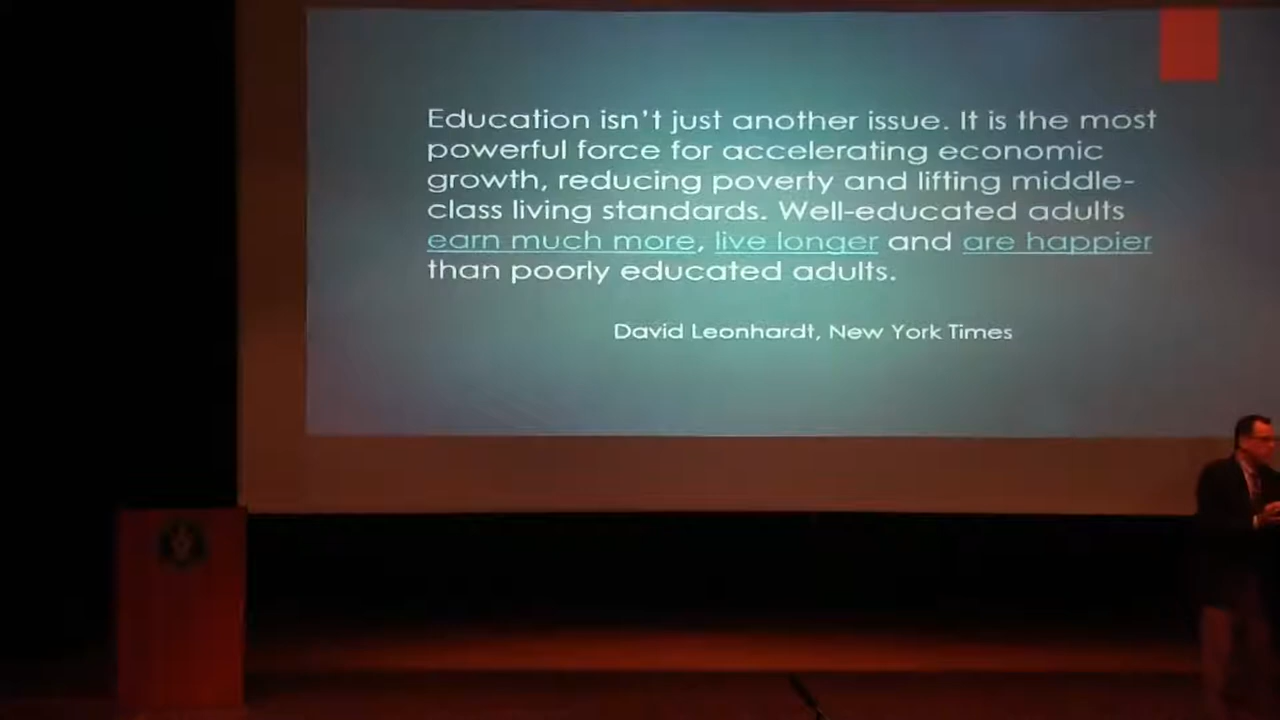 Education isn't just another issue. It is the most
powerful force for accelerating economic
growth, reducing poverty and lifting middle-
class living standards. Well-educated adults
earn much more, live longer and are happier
than poorly educated adults.
David Leonhardt, New York Times